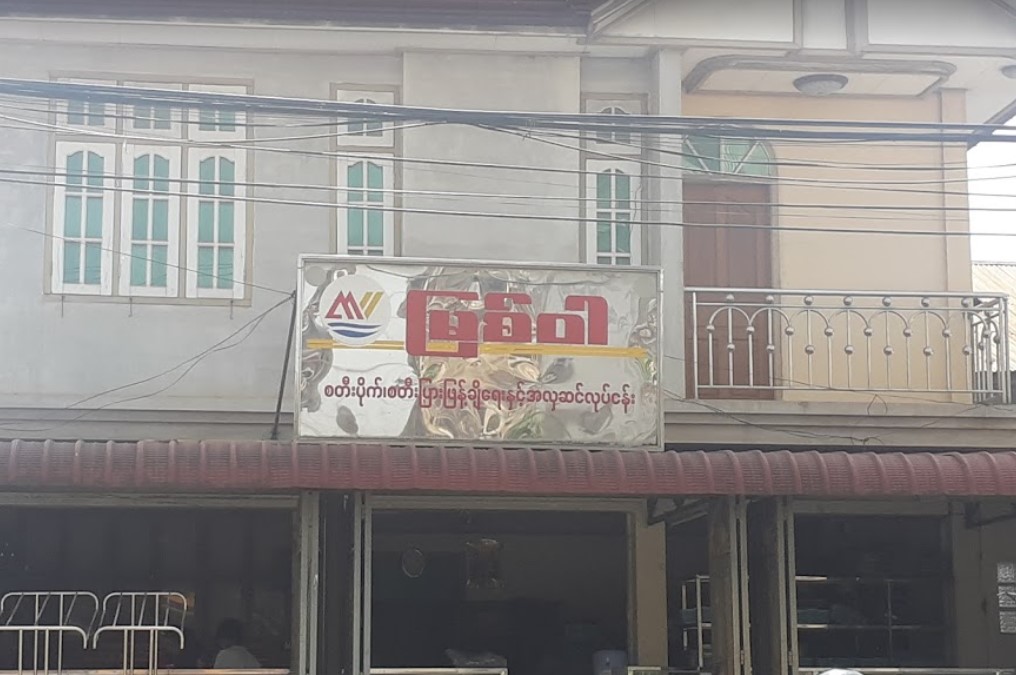 မြစ်ဝါ
စတီးပိုက်၊စတီးပြားဖြန့်ချိရေးနှင့်အလှဆင်လုပ်ငန်း